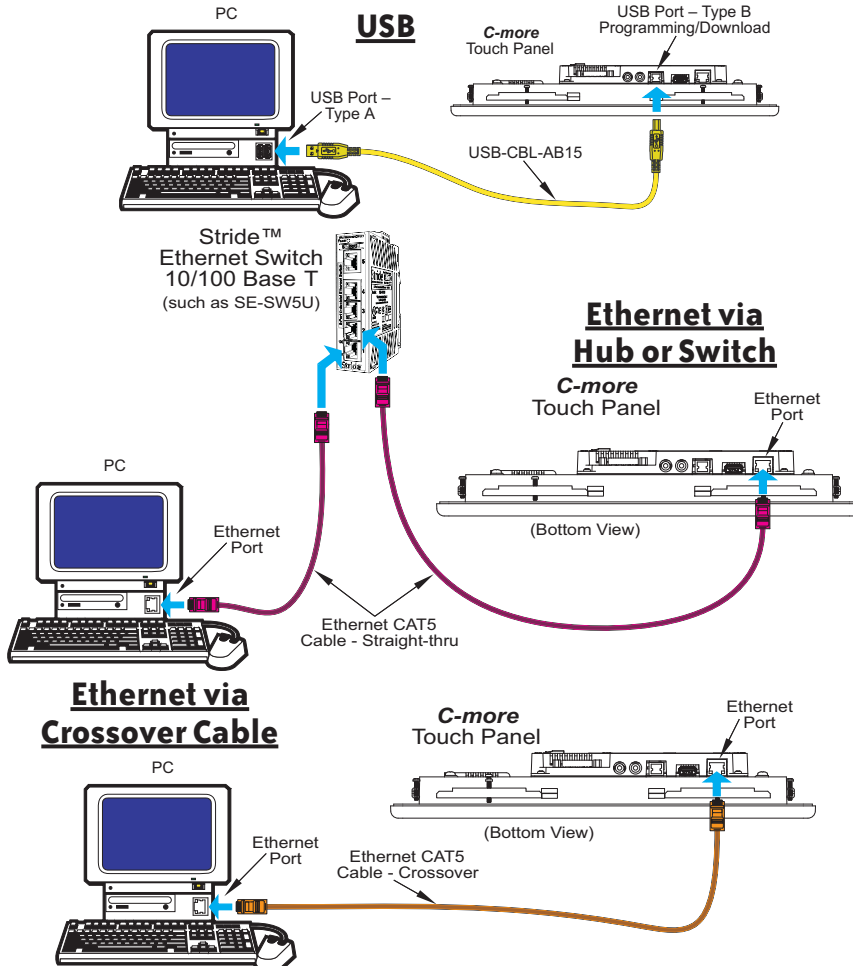 PC
USB
C-more
Touch Panel
USB Port – Type B
Programming/Download
USB Port –
Type A
USB-CBL-AB15
Stride™
Ethernet Switch
10/100 Base T
(such as SE-SW5U)
Stride
Ethernet via
Hub or Switch
C-more
Touch Panel
Ethernet
Port
(Bottom View)
PC
Ethernet
Port
Ethernet CAT5
Cable - Straight-thru
Ethernet via
Crossover Cable
C-more
Touch Panel
Ethernet
Port
(Bottom View)
PC
Ethernet
Port
Ethernet CAT5
Cable - Crossover